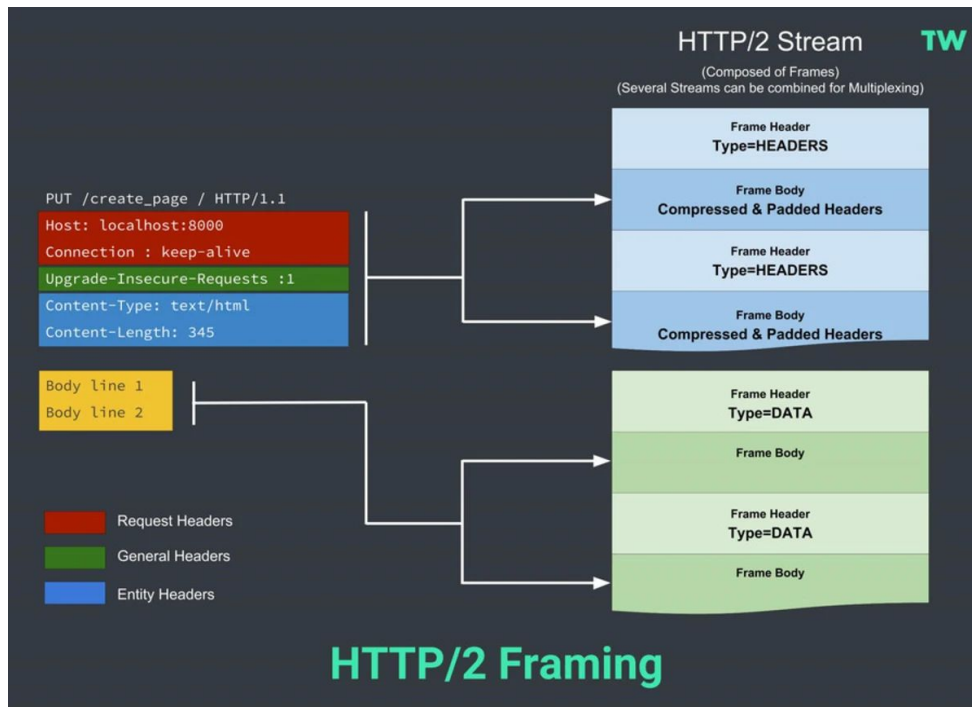 HTTP/2 Stream
TW
(Composed of Frames)
(Several Streams can be combined for Multiplexing)
Frame Header
Type=HEADERS
Frame Body
Compressed & Padded Headers
Frame Header
Type=HEADERS
Frame Body
Compressed & Padded Headers
PUT /create_page / HTTP/1.1
Host: localhost:8000
Connection : keep-alive
Upgrade-Insecure-Requests :1
Content-Type: text/html
Content-Length: 345
Body line 1
Body line 2
Frame Header
Type=DATA
Frame Body
Frame Header
Type=DATA
Frame Body
Request Headers
General Headers
Entity Headers
HTTP/2 Framing